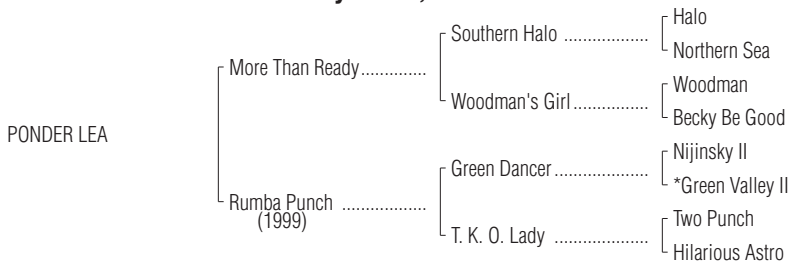 Halo
Southern Halo ...................
Northern Sea
More Than Ready..............
Woodman
Woodman's Girl.................
Becky Be Good
PONDER LEA
Nijinsky II
Green Dancer.....................
*Green Valley II
Rumba Punch ..................
(1999)
Two Punch
T. K. O. Lady .....................
Hilarious Astro